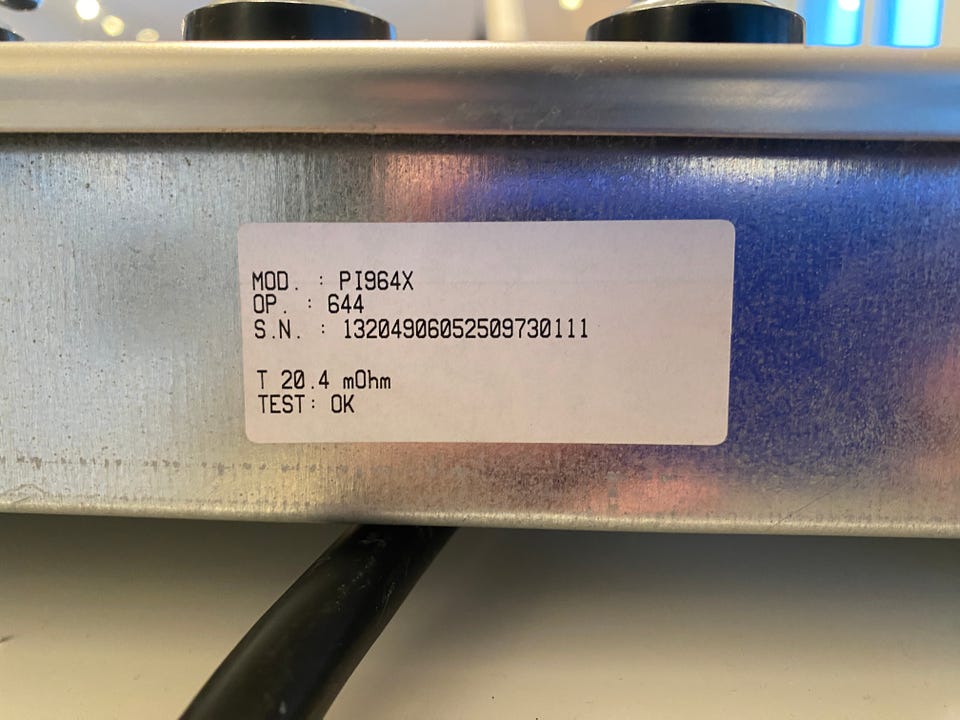 MOD. : PI964X
OP. : 644
S.N. : 13204906052509730111
T 20.4 mOhm
TEST: OK